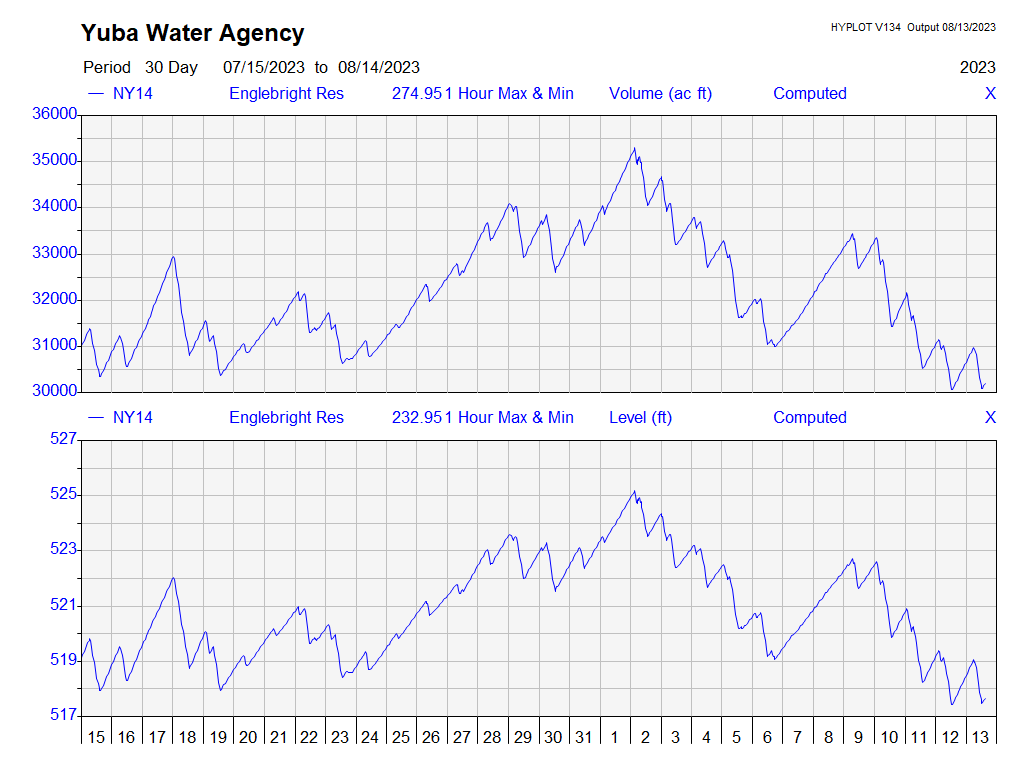 Yuba Water Agency
HYPLOT V134 Output 08/13/2023
Period 30 Day 07/15/2023 to 08/14/2023 2023
NY14 Englebright Res 274.951 Hour Max & Min Volume (ac ft) Computed X
36000
35000
34000
33000
32000
31000
30000
NY14 Englebright Res 232.951 Hour Max & Min Level (ft) Computed X
527
525
523
521
519
517
15 16 17 18 19 20 21 22 23 24 25 26 27 28 29 30 31 1 2 3 4 5 6 7 8 9 10 11 12 13